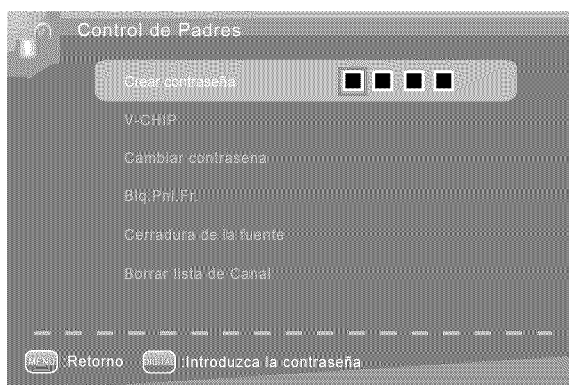 Control de Padres
Crear contraseña
V-CHIP
Cambiar contrasena
Blq.Pnl.Fr.
Cerradura de la fuente
Borrar lista de Canal
MENU :Retorno :Introduzca la contraseña